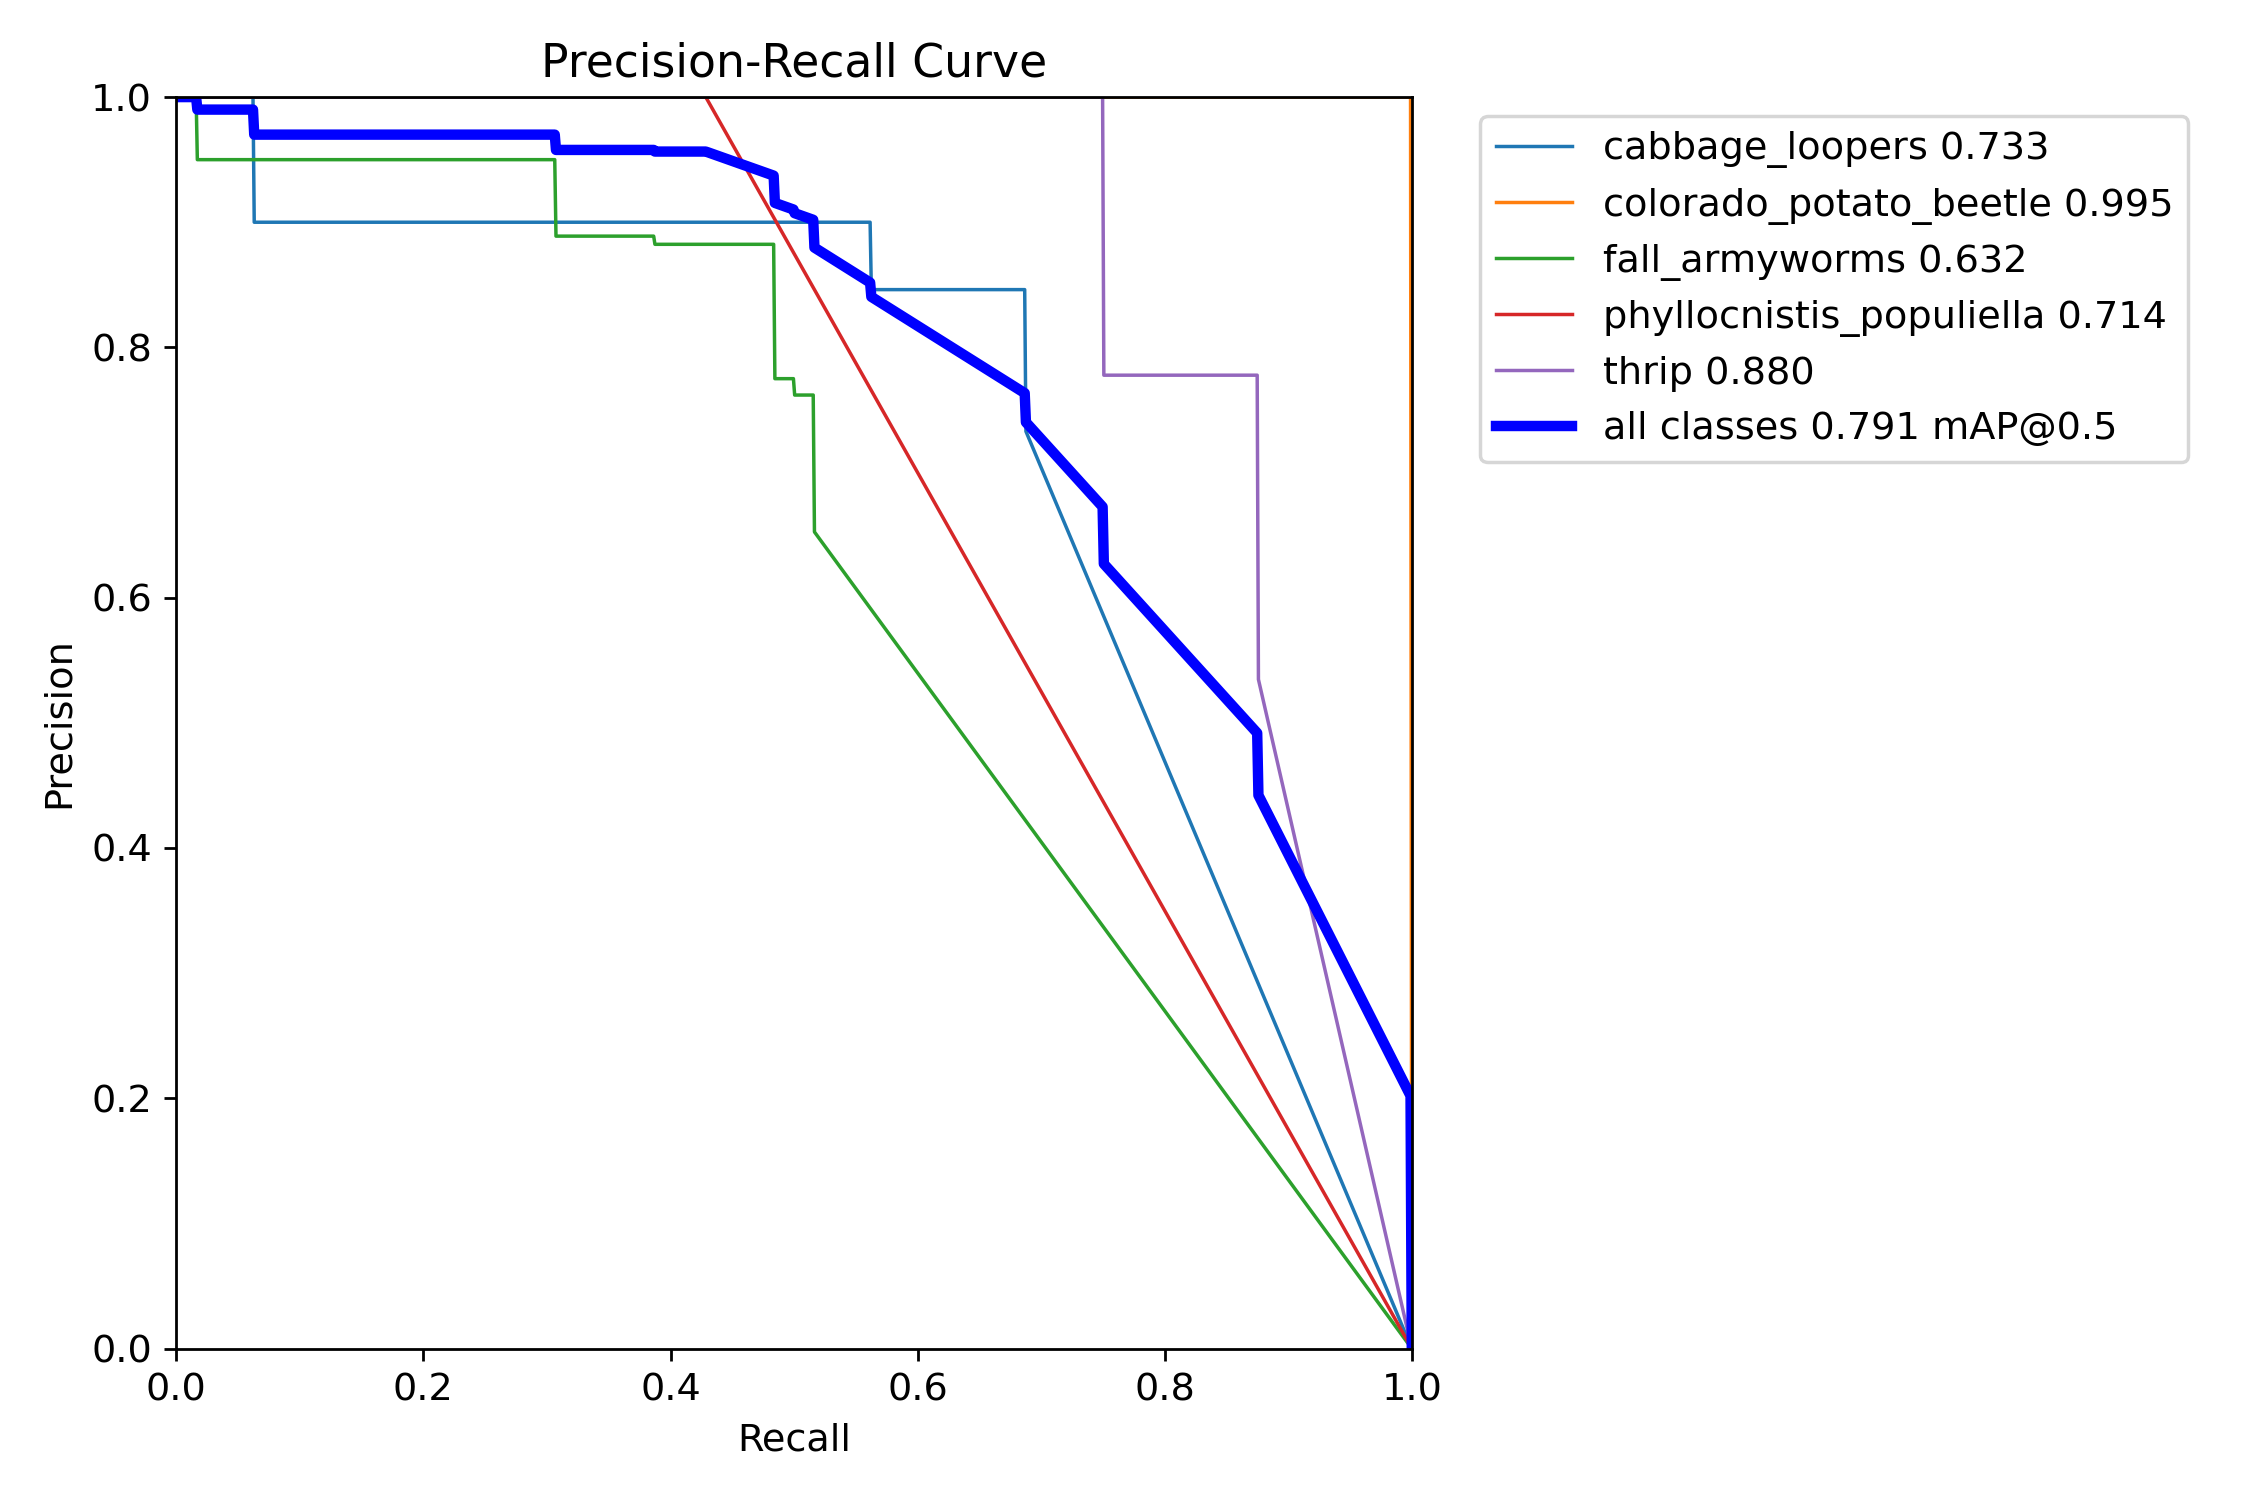 Precision-Recall Curve
1.0
0.8
0.6
0.4
0.2
0.0
Precision
0.0 0.2 0.4 0.6 0.8 1.0
Recall
cabbage_loopers 0.733
colorado_potato_beetle 0.995
fall_armyworms 0.632
phyllocnistis_populiella 0.714
thrip 0.880
all classes 0.791 mAP@0.5